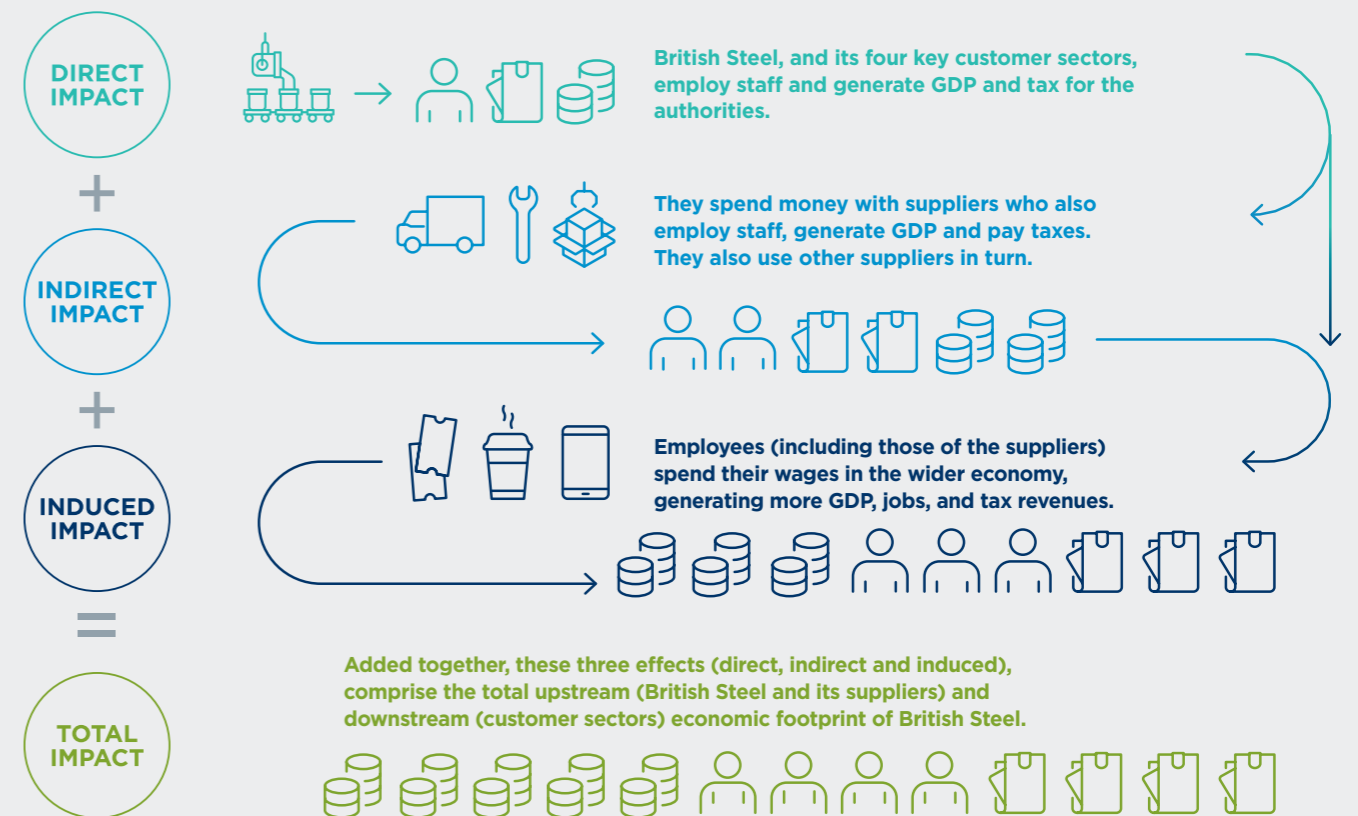 DIRECT
IMPACT
British Steel, and its four key customer sectors,
employ staff and generate GDP and tax for the
authorities.
+
INDIRECT
IMPACT
They spend money with suppliers who also
employ staff, generate GDP and pay taxes.
They also use other suppliers in turn.
+
INDUCED
IMPACT
Employees (including those of the suppliers)
spend their wages in the wider economy,
generating more GDP, jobs, and tax revenues.
=
TOTAL
IMPACT
Added together, these three effects (direct, indirect and induced),
comprise the total upstream (British Steel and its suppliers) and
downstream (customer sectors) economic footprint of British Steel.